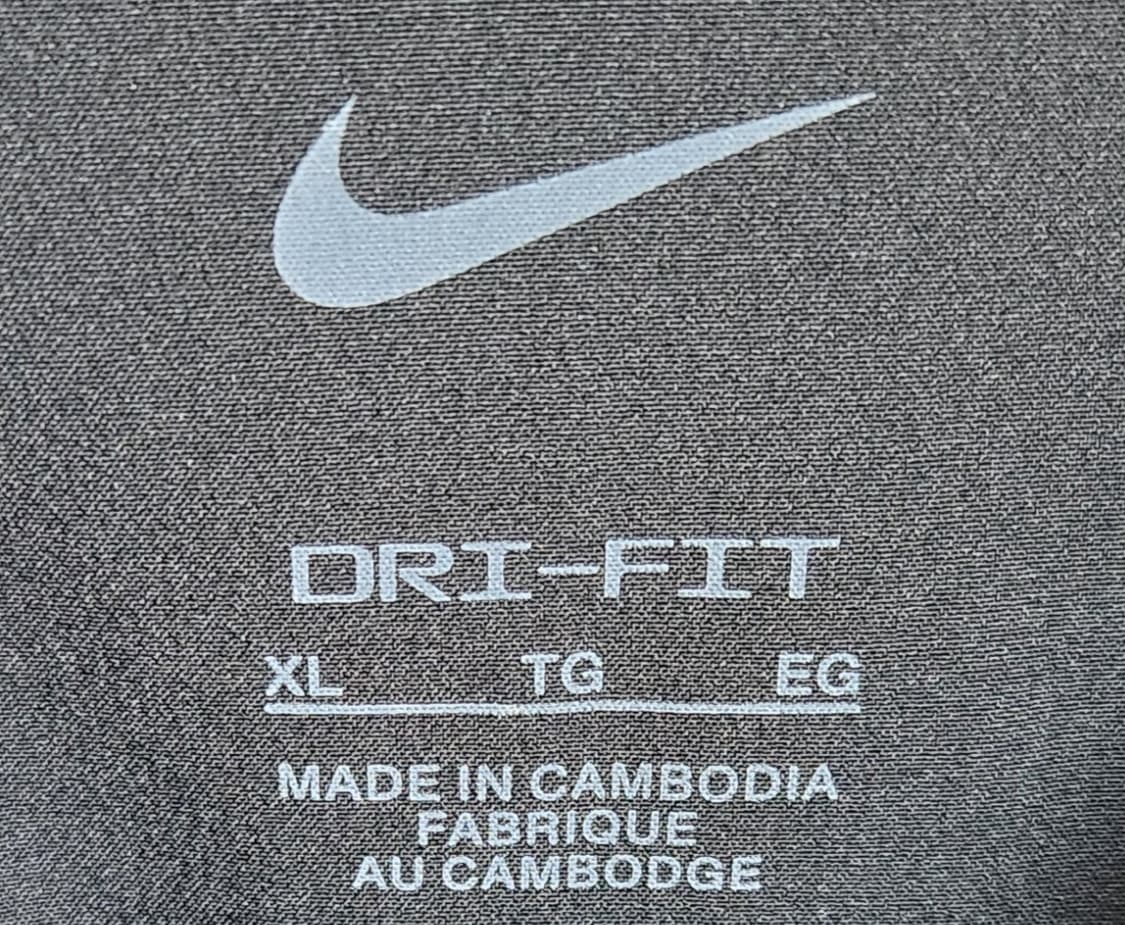 DRI-FIT
XL TG EG
MADE IN CAMBODIA
FABRIQUE
AU CAMBODGE